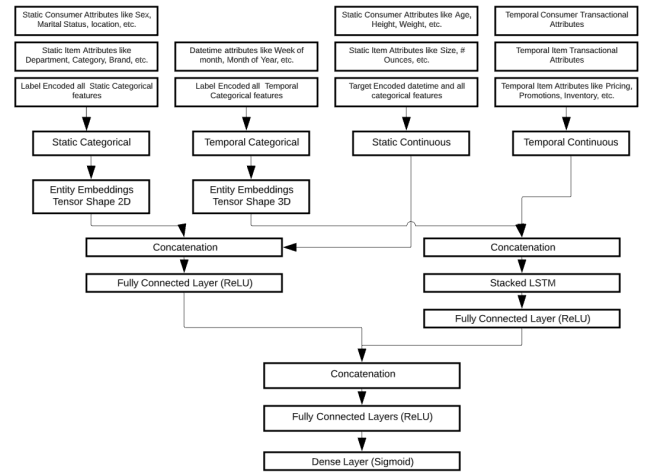 Static Consumer Attributes like Sex,
Marital Status, location, etc.
Static Consumer Attributes like Age,
Height, Weight, etc.
Temporal Consumer Transactional
Attributes
Static Item Attributes like
Department, Category, Brand, etc.
Datetime attributes like Week of
month, Month of Year, etc.
Static Item Attributes like Size, #
Ounces, etc.
Temporal Item Transactional
Attributes
Label Encoded all Static Categorical
features
Label Encoded all Temporal
Categorical features
Target Encoded datetime and all
categorical features
Temporal Item Attributes like Pricing,
Promotions, Inventory, etc.
Static Categorical
Temporal Categorical
Static Continuous
Temporal Continuous
Entity Embeddings
Tensor Shape 2D
Entity Embeddings
Tensor Shape 3D
Concatenation
Concatenation
Fully Connected Layer (ReLU)
Stacked LSTM
Fully Connected Layer (ReLU)
Concatenation
Fully Connected Layers (ReLU)
Dense Layer (Sigmoid)